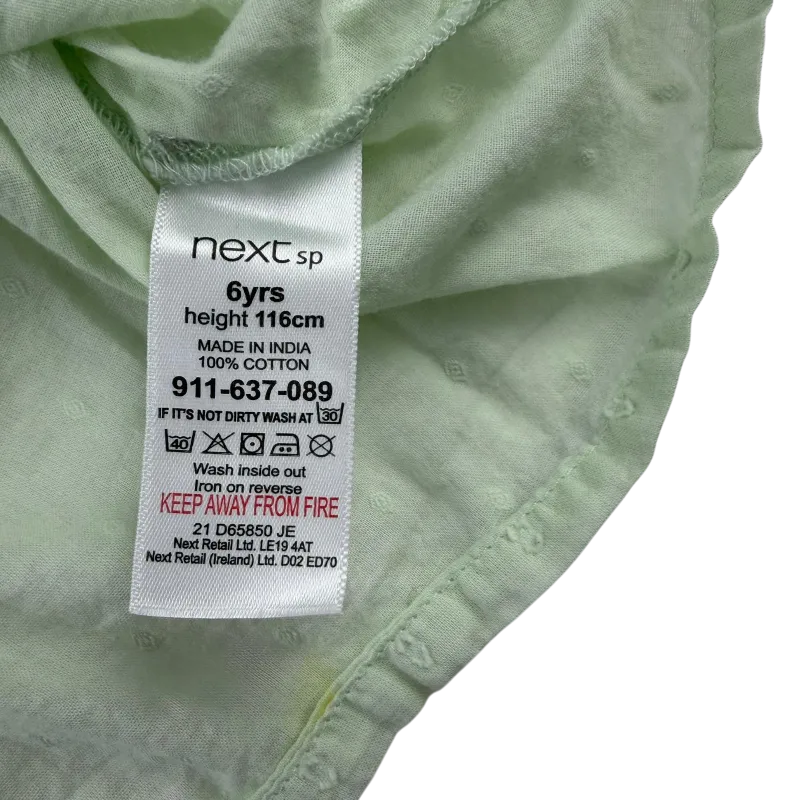 next sp
6yrs
height 116cm
MADE IN INDIA
100% COTTON
911-637-089
IF IT'S NOT DIRTY WASH AT 30
40
Wash inside out
Iron on reverse
KEEP AWAY FROM FIRE
21 D65850 JE
Next Retail Ltd. LE19 4AT
Next Retail (Ireland) Ltd. D02 ED70